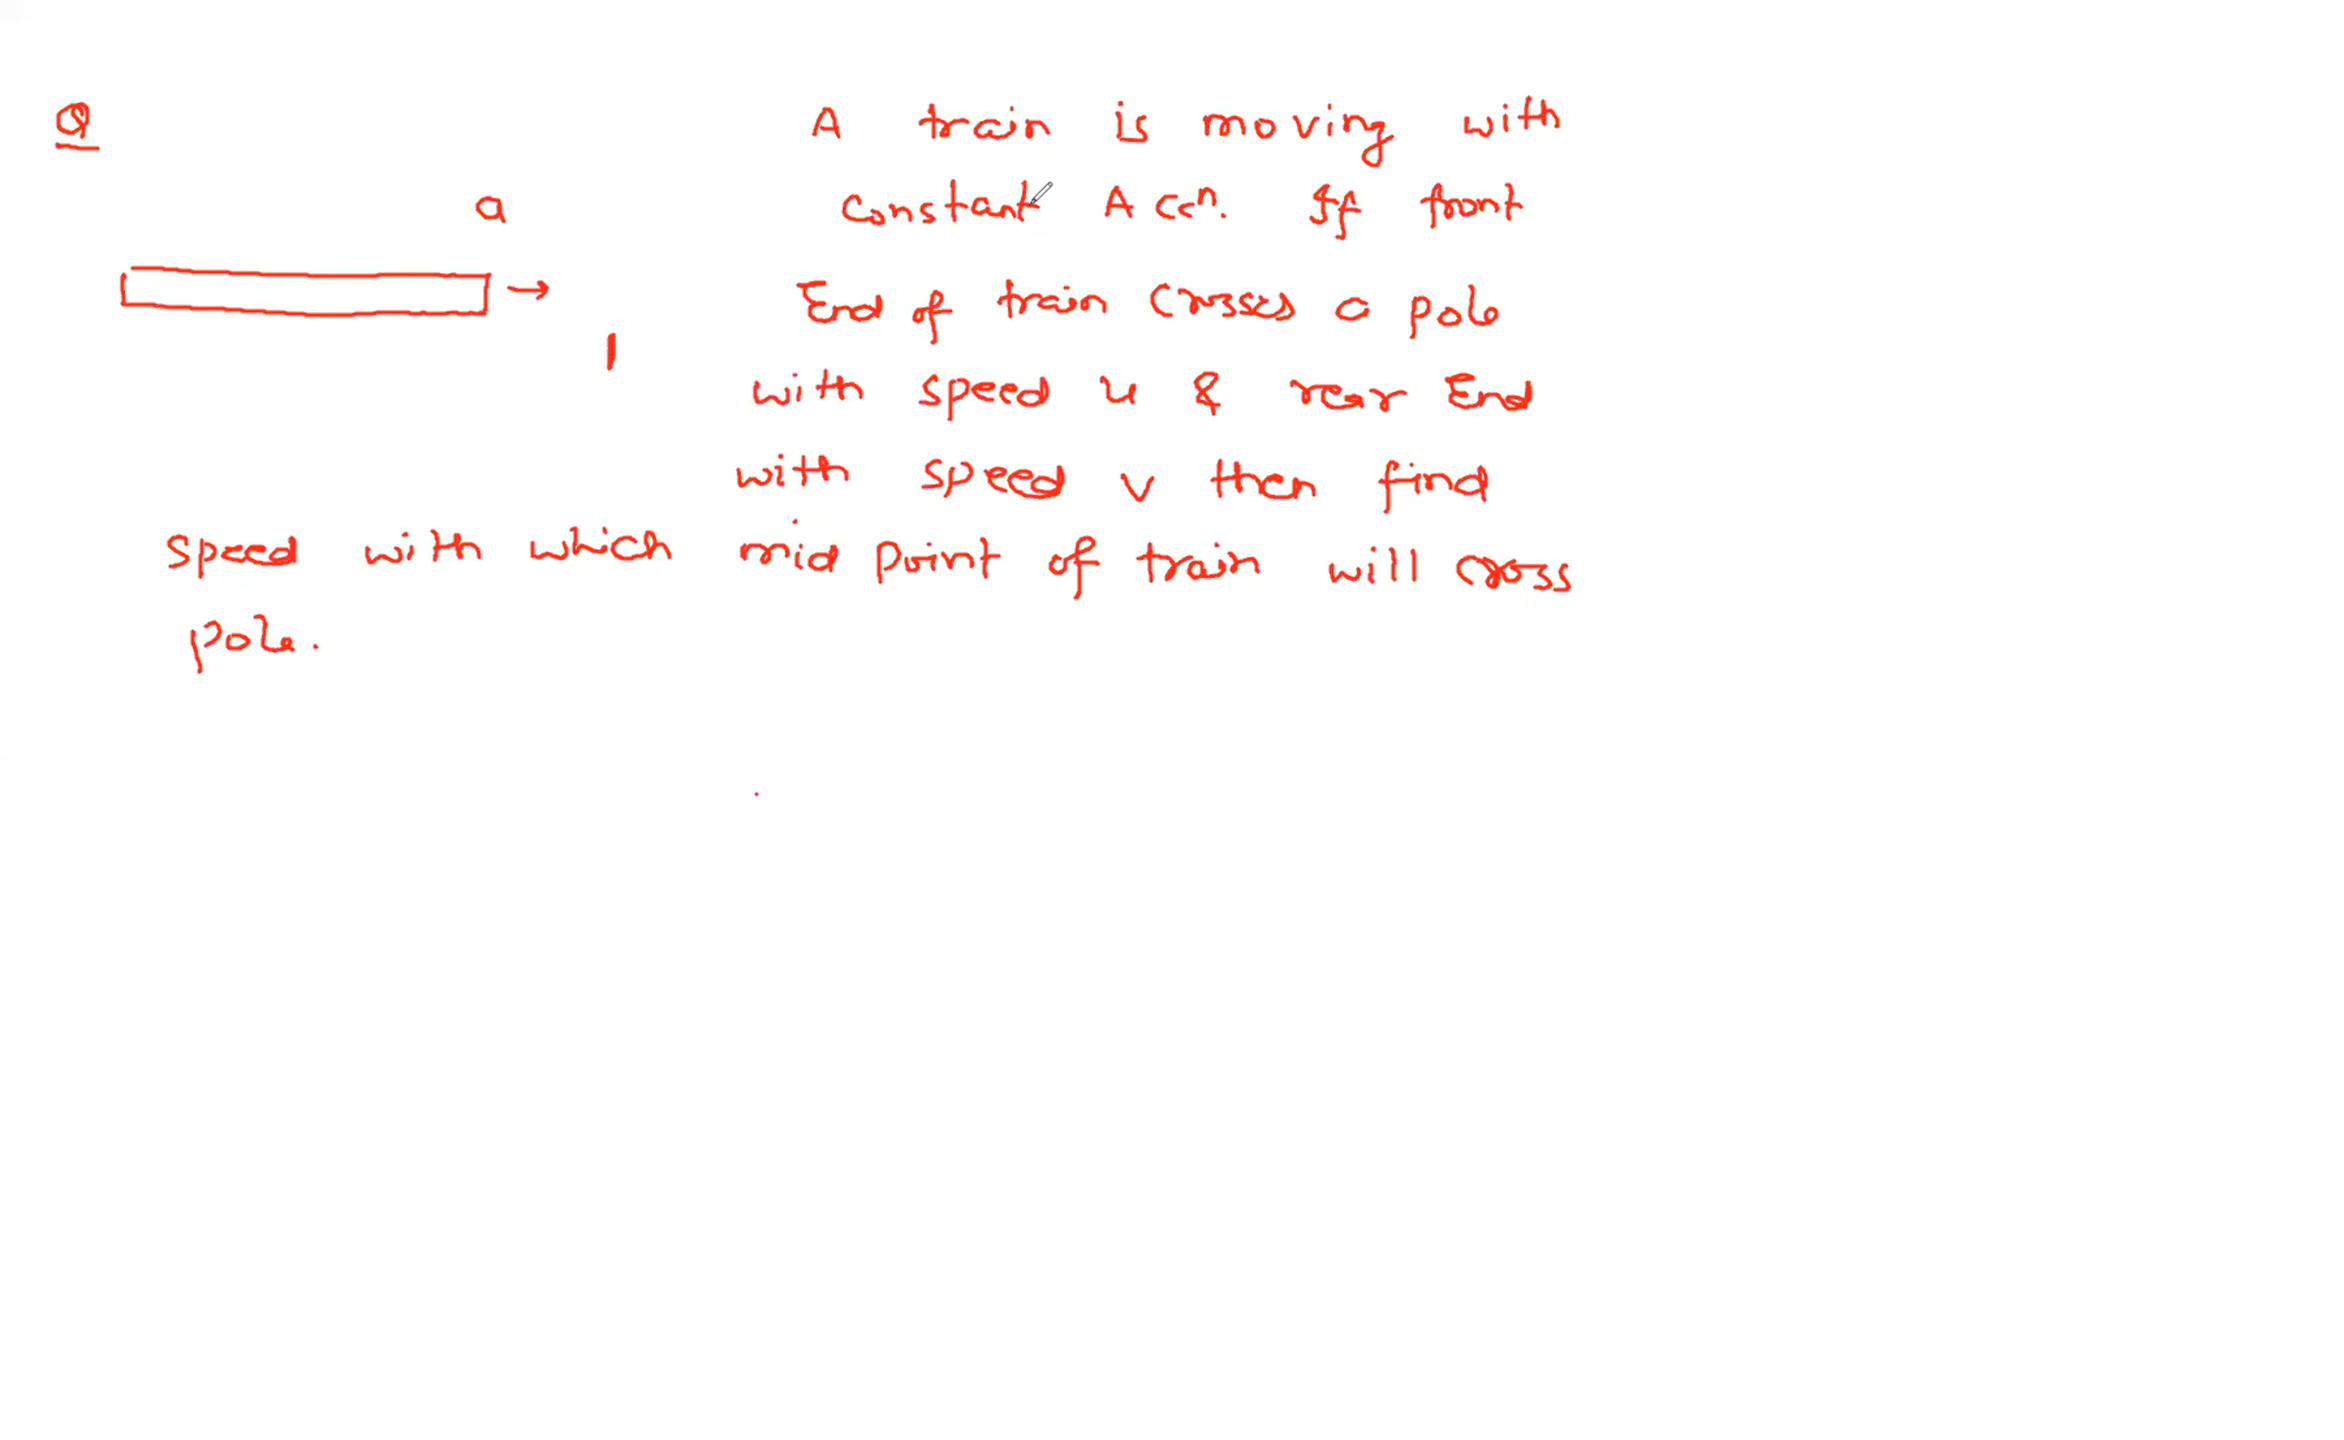 Q
A train is moving with
a
constant Accn. If front
End of train crosses a pole
with speed u & rear End
with speed v then find
speed with which mid point of train will cross
pole.